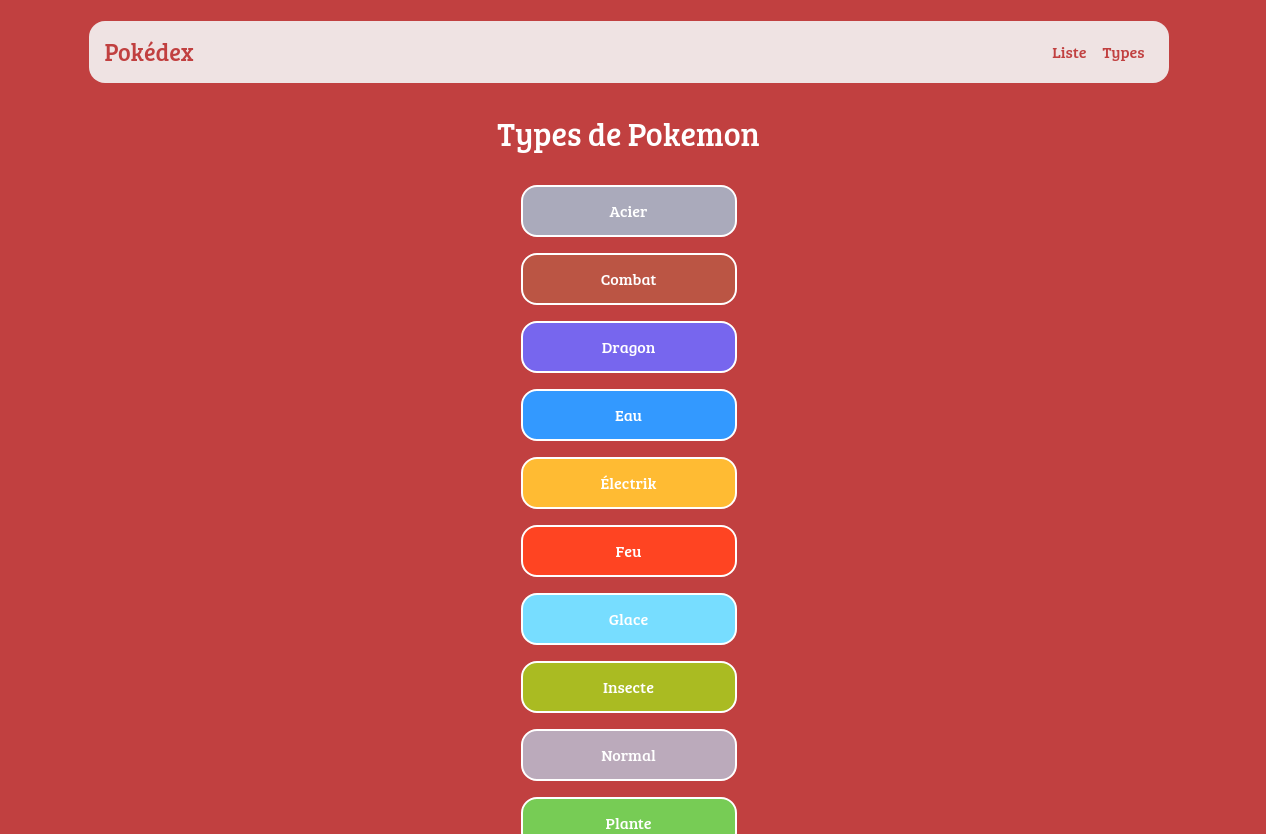 Pokédex
Liste Types
Types de Pokemon
Acier
Combat
Dragon
Eau
Électrik
Feu
Glace
Insecte
Normal
Plante